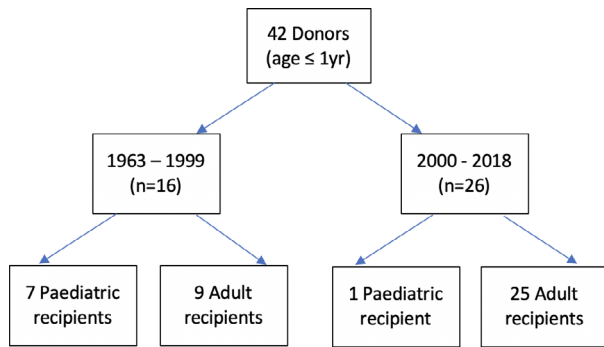 42 Donors
(age ≤ 1yr)
1963 – 1999
(n=16)
2000 - 2018
(n=26)
7 Paediatric
recipients
9 Adult
recipients
1 Paediatric
recipient
25 Adult
recipients